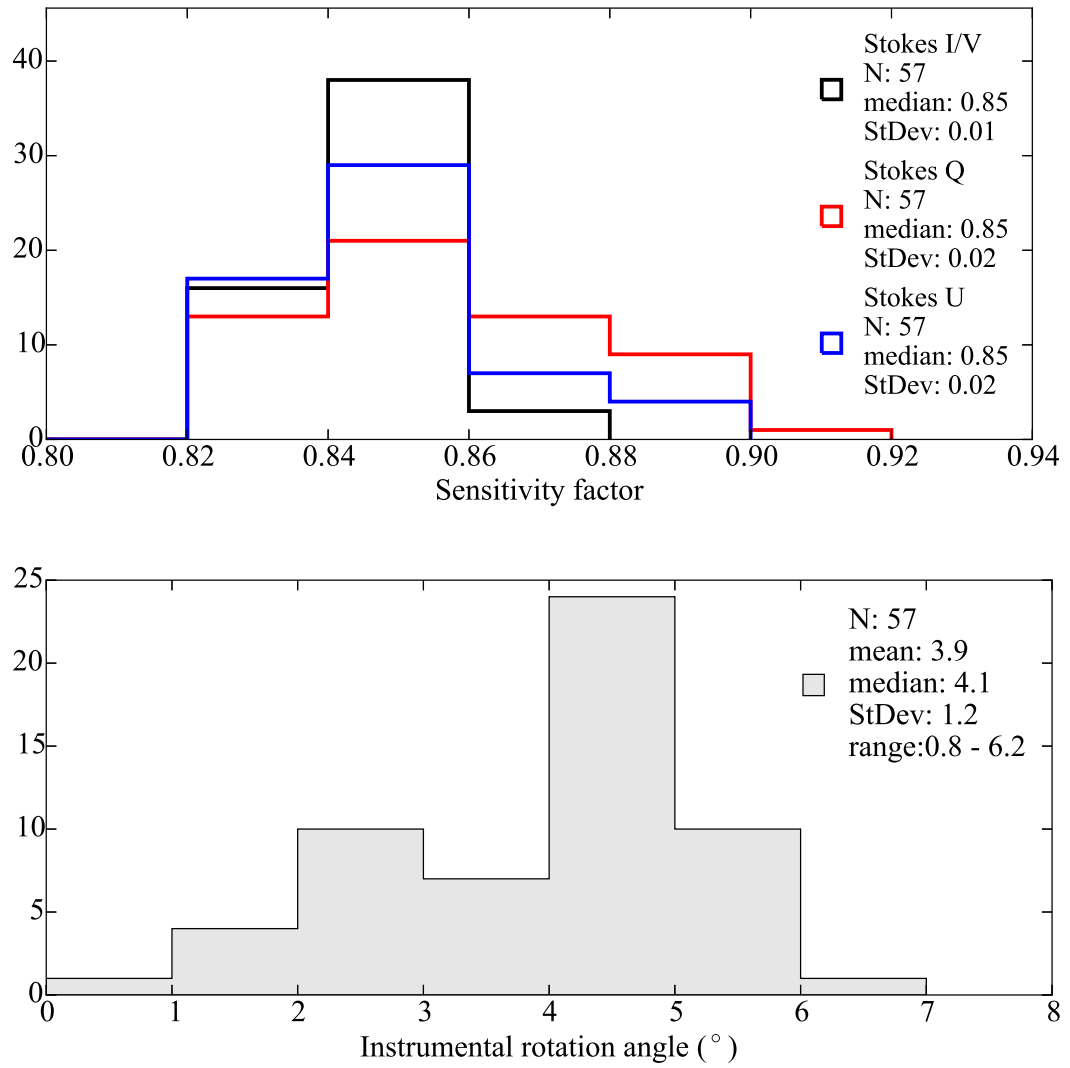 40
30
20
10
0
0.80 0.82 0.84 0.86 0.88 0.90 0.92 0.94
Sensitivity factor
Stokes I/V
N: 57
median: 0.85
StDev: 0.01
Stokes Q
N: 57
median: 0.85
StDev: 0.02
Stokes U
N: 57
median: 0.85
StDev: 0.02
25
20
15
10
5
0
0 1 2 3 4 5 6 7 8
Instrumental rotation angle (°)
N: 57
mean: 3.9
median: 4.1
StDev: 1.2
range:0.8 - 6.2